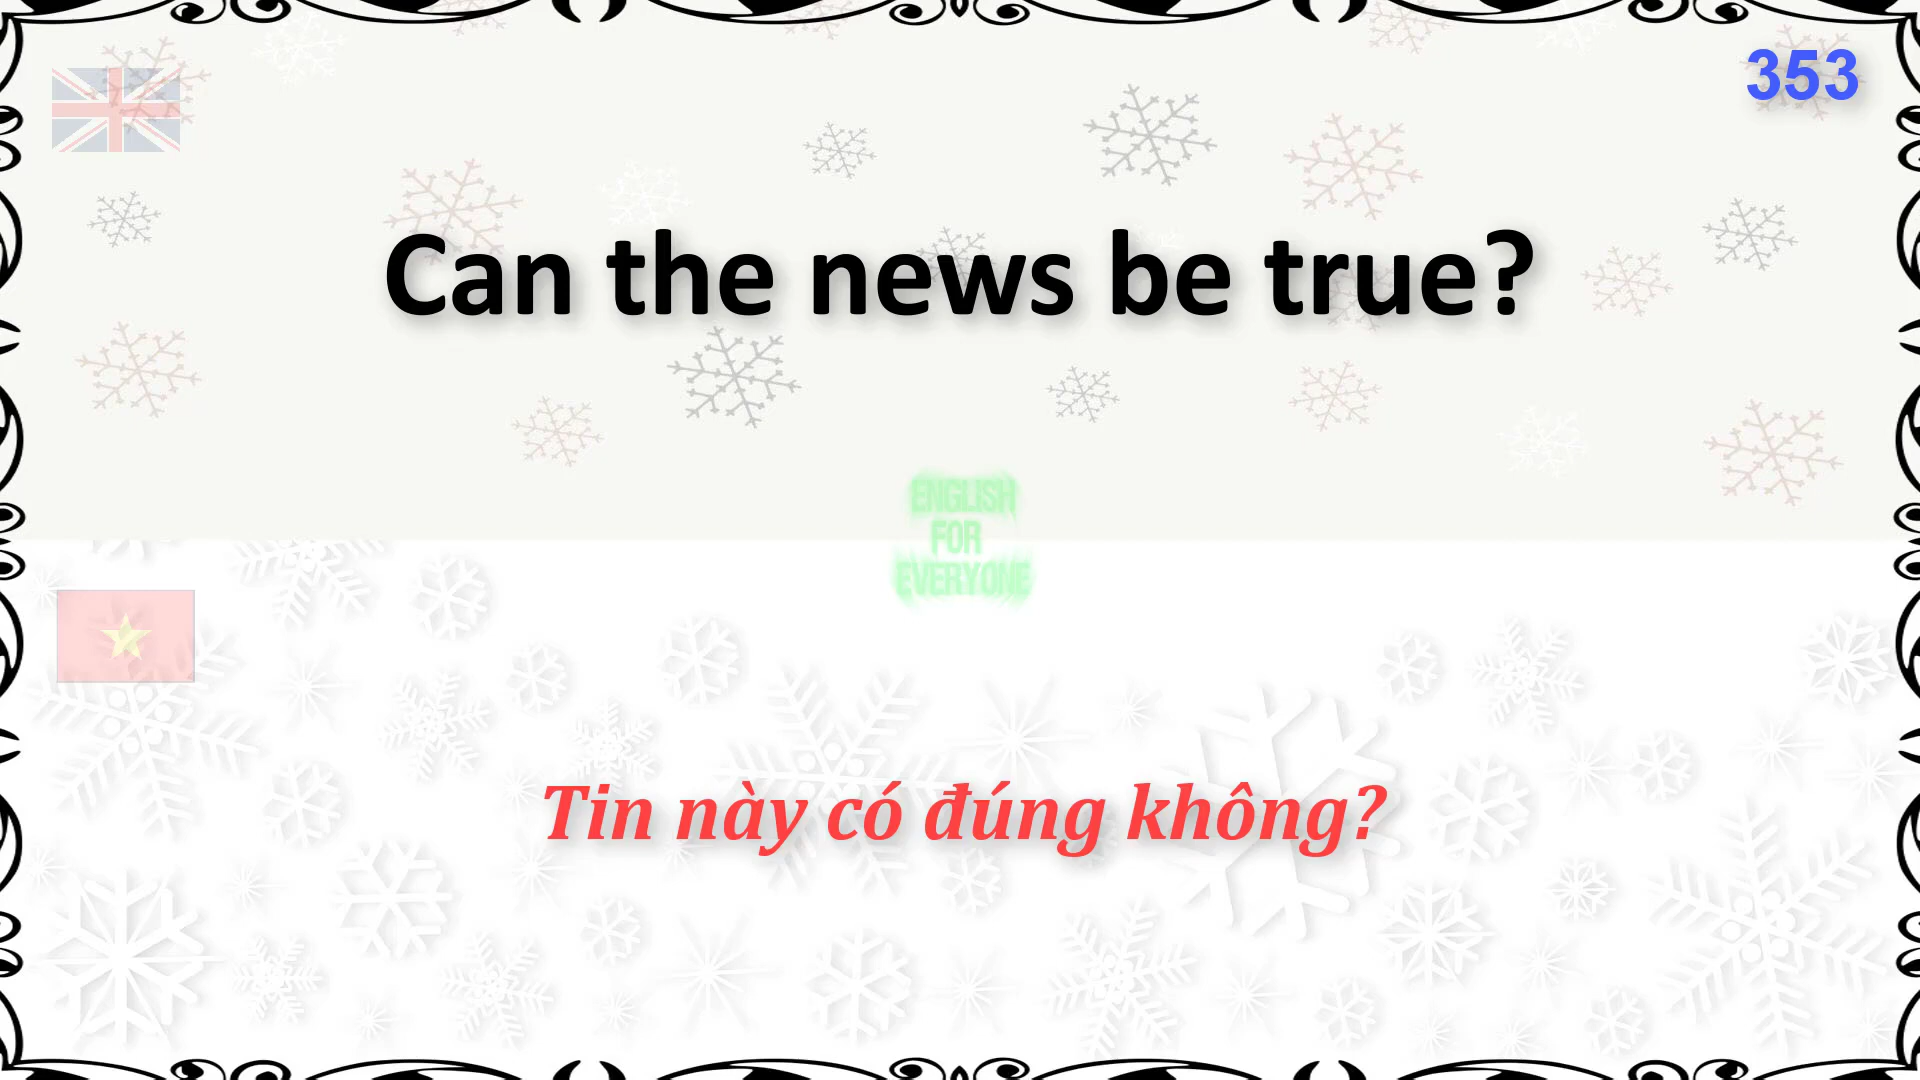 353
Can the news be true?
ENGLISH
FOR
EVERYONE
Tin này có đúng không?